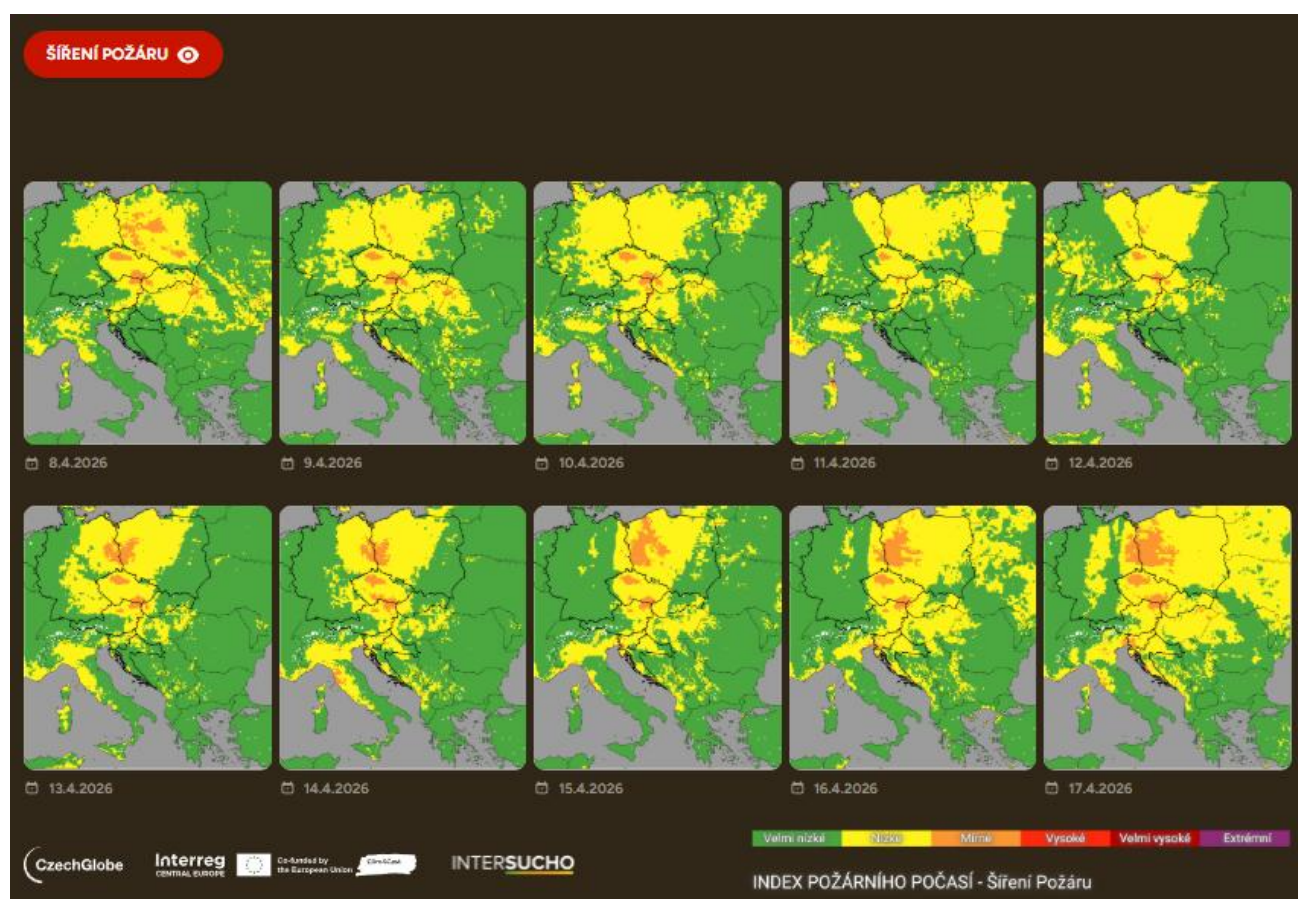 ŠÍŘENÍ POŽÁRU
8.4.2026
9.4.2026
10.4.2026
11.4.2026
12.4.2026
13.4.2026
14.4.2026
15.4.2026
16.4.2026
17.4.2026
Velmi nízké Nízké Mírné Vysoké Velmi vysoké Extrémní
CzechGlobe
Interreg
CENTRAL EUROPE
Co-funded by
the European Union
Clim4Cast
INTERSUCHO
INDEX POŽÁRNÍHO POČASÍ - Šíření Požáru